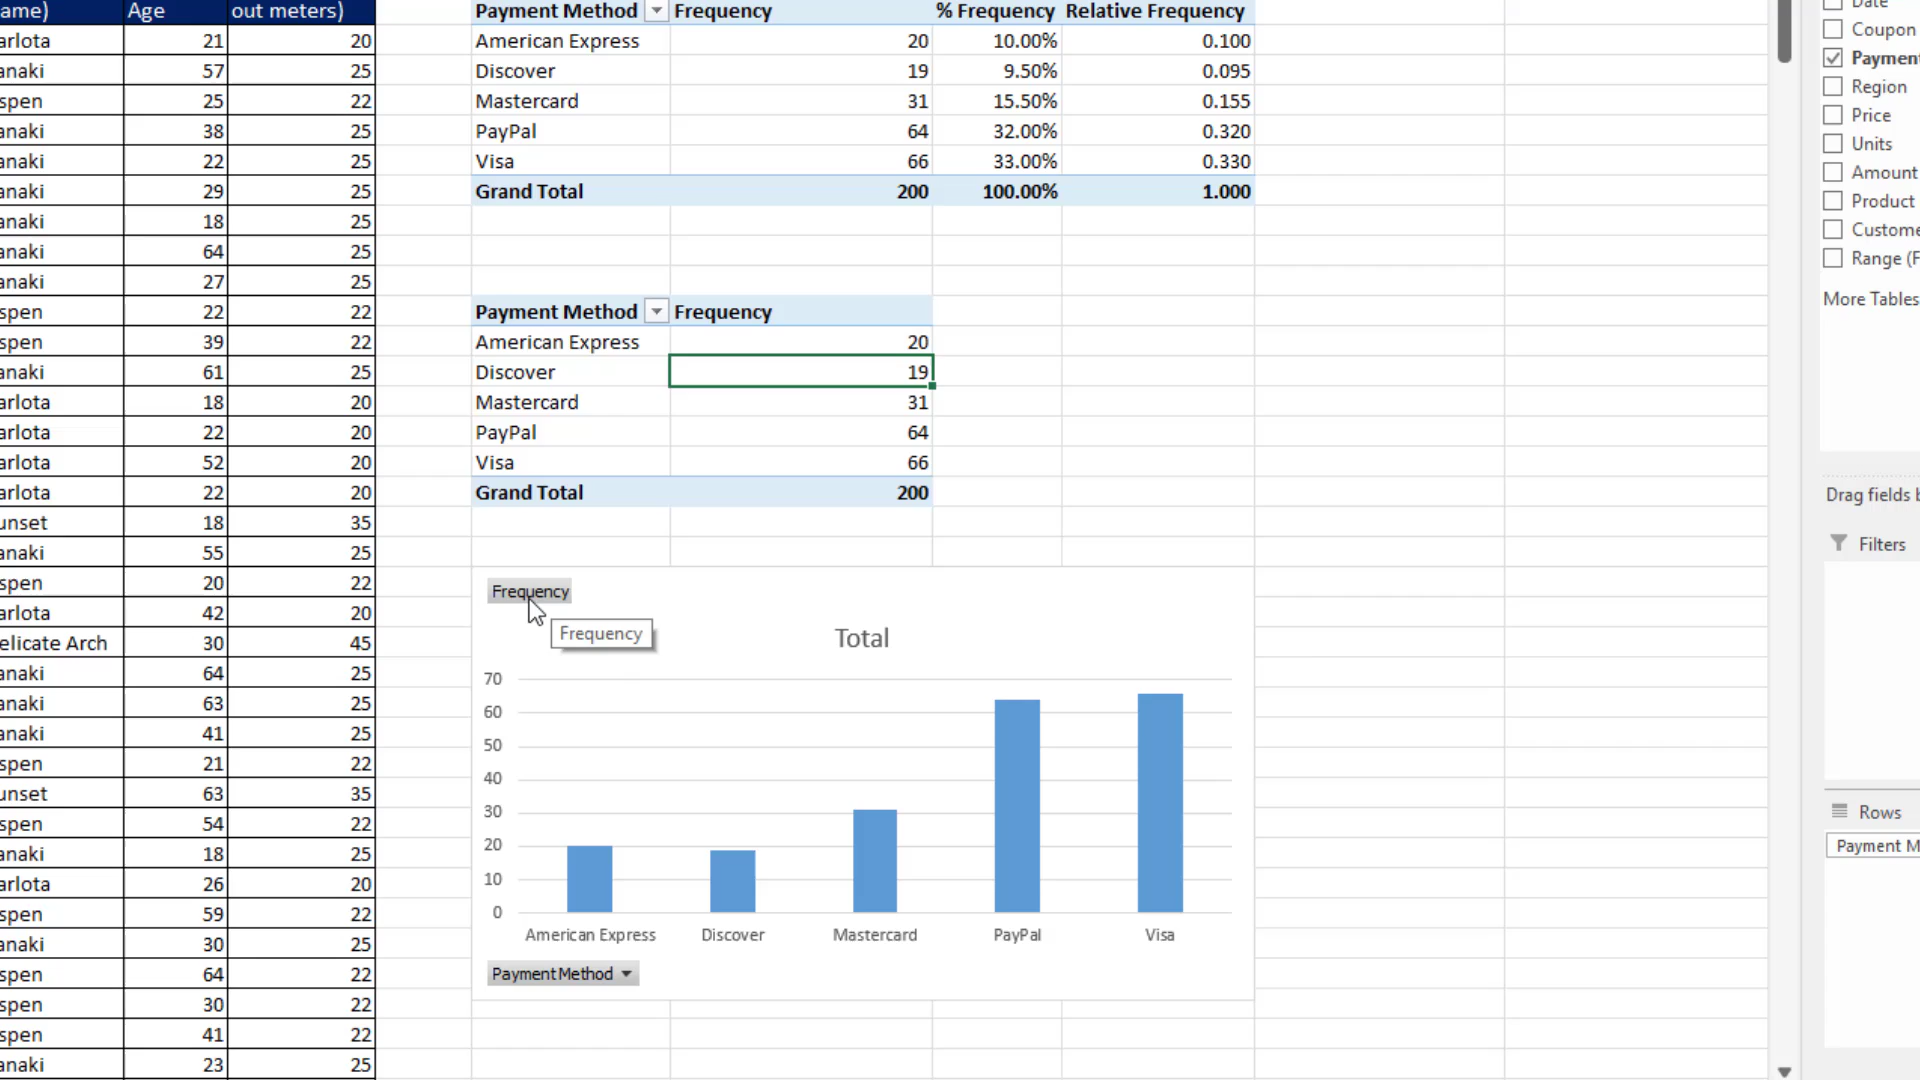 ame) Age out meters)
arlota 21 20
anaki 57 25
spen 25 22
anaki 38 25
anaki 22 25
anaki 29 25
anaki 18 25
anaki 64 25
anaki 27 25
spen 22 22
spen 39 22
anaki 61 25
arlota 18 20
arlota 22 20
arlota 52 20
arlota 22 20
unset 18 35
anaki 55 25
spen 20 22
arlota 42 20
elicate Arch 30 45
anaki 64 25
anaki 63 25
anaki 41 25
spen 21 22
unset 63 35
spen 54 22
anaki 18 25
arlota 26 20
spen 59 22
anaki 30 25
spen 64 22
spen 30 22
spen 41 22
anaki 23 25
Payment Method Frequency % Frequency Relative Frequency
American Express 20 10.00% 0.100
Discover 19 9.50% 0.095
Mastercard 31 15.50% 0.155
PayPal 64 32.00% 0.320
Visa 66 33.00% 0.330
Grand Total 200 100.00% 1.000
Payment Method Frequency
American Express 20
Discover 19
Mastercard 31
PayPal 64
Visa 66
Grand Total 200
Frequency
Frequency
Total
70
60
50
40
30
20
10
0
American Express Discover Mastercard PayPal Visa
Payment Method
Date
Coupon
Payment
Region
Price
Units
Amount
Product
Custome
Range (F
More Tables
Drag fields b
Filters
Rows
Payment M